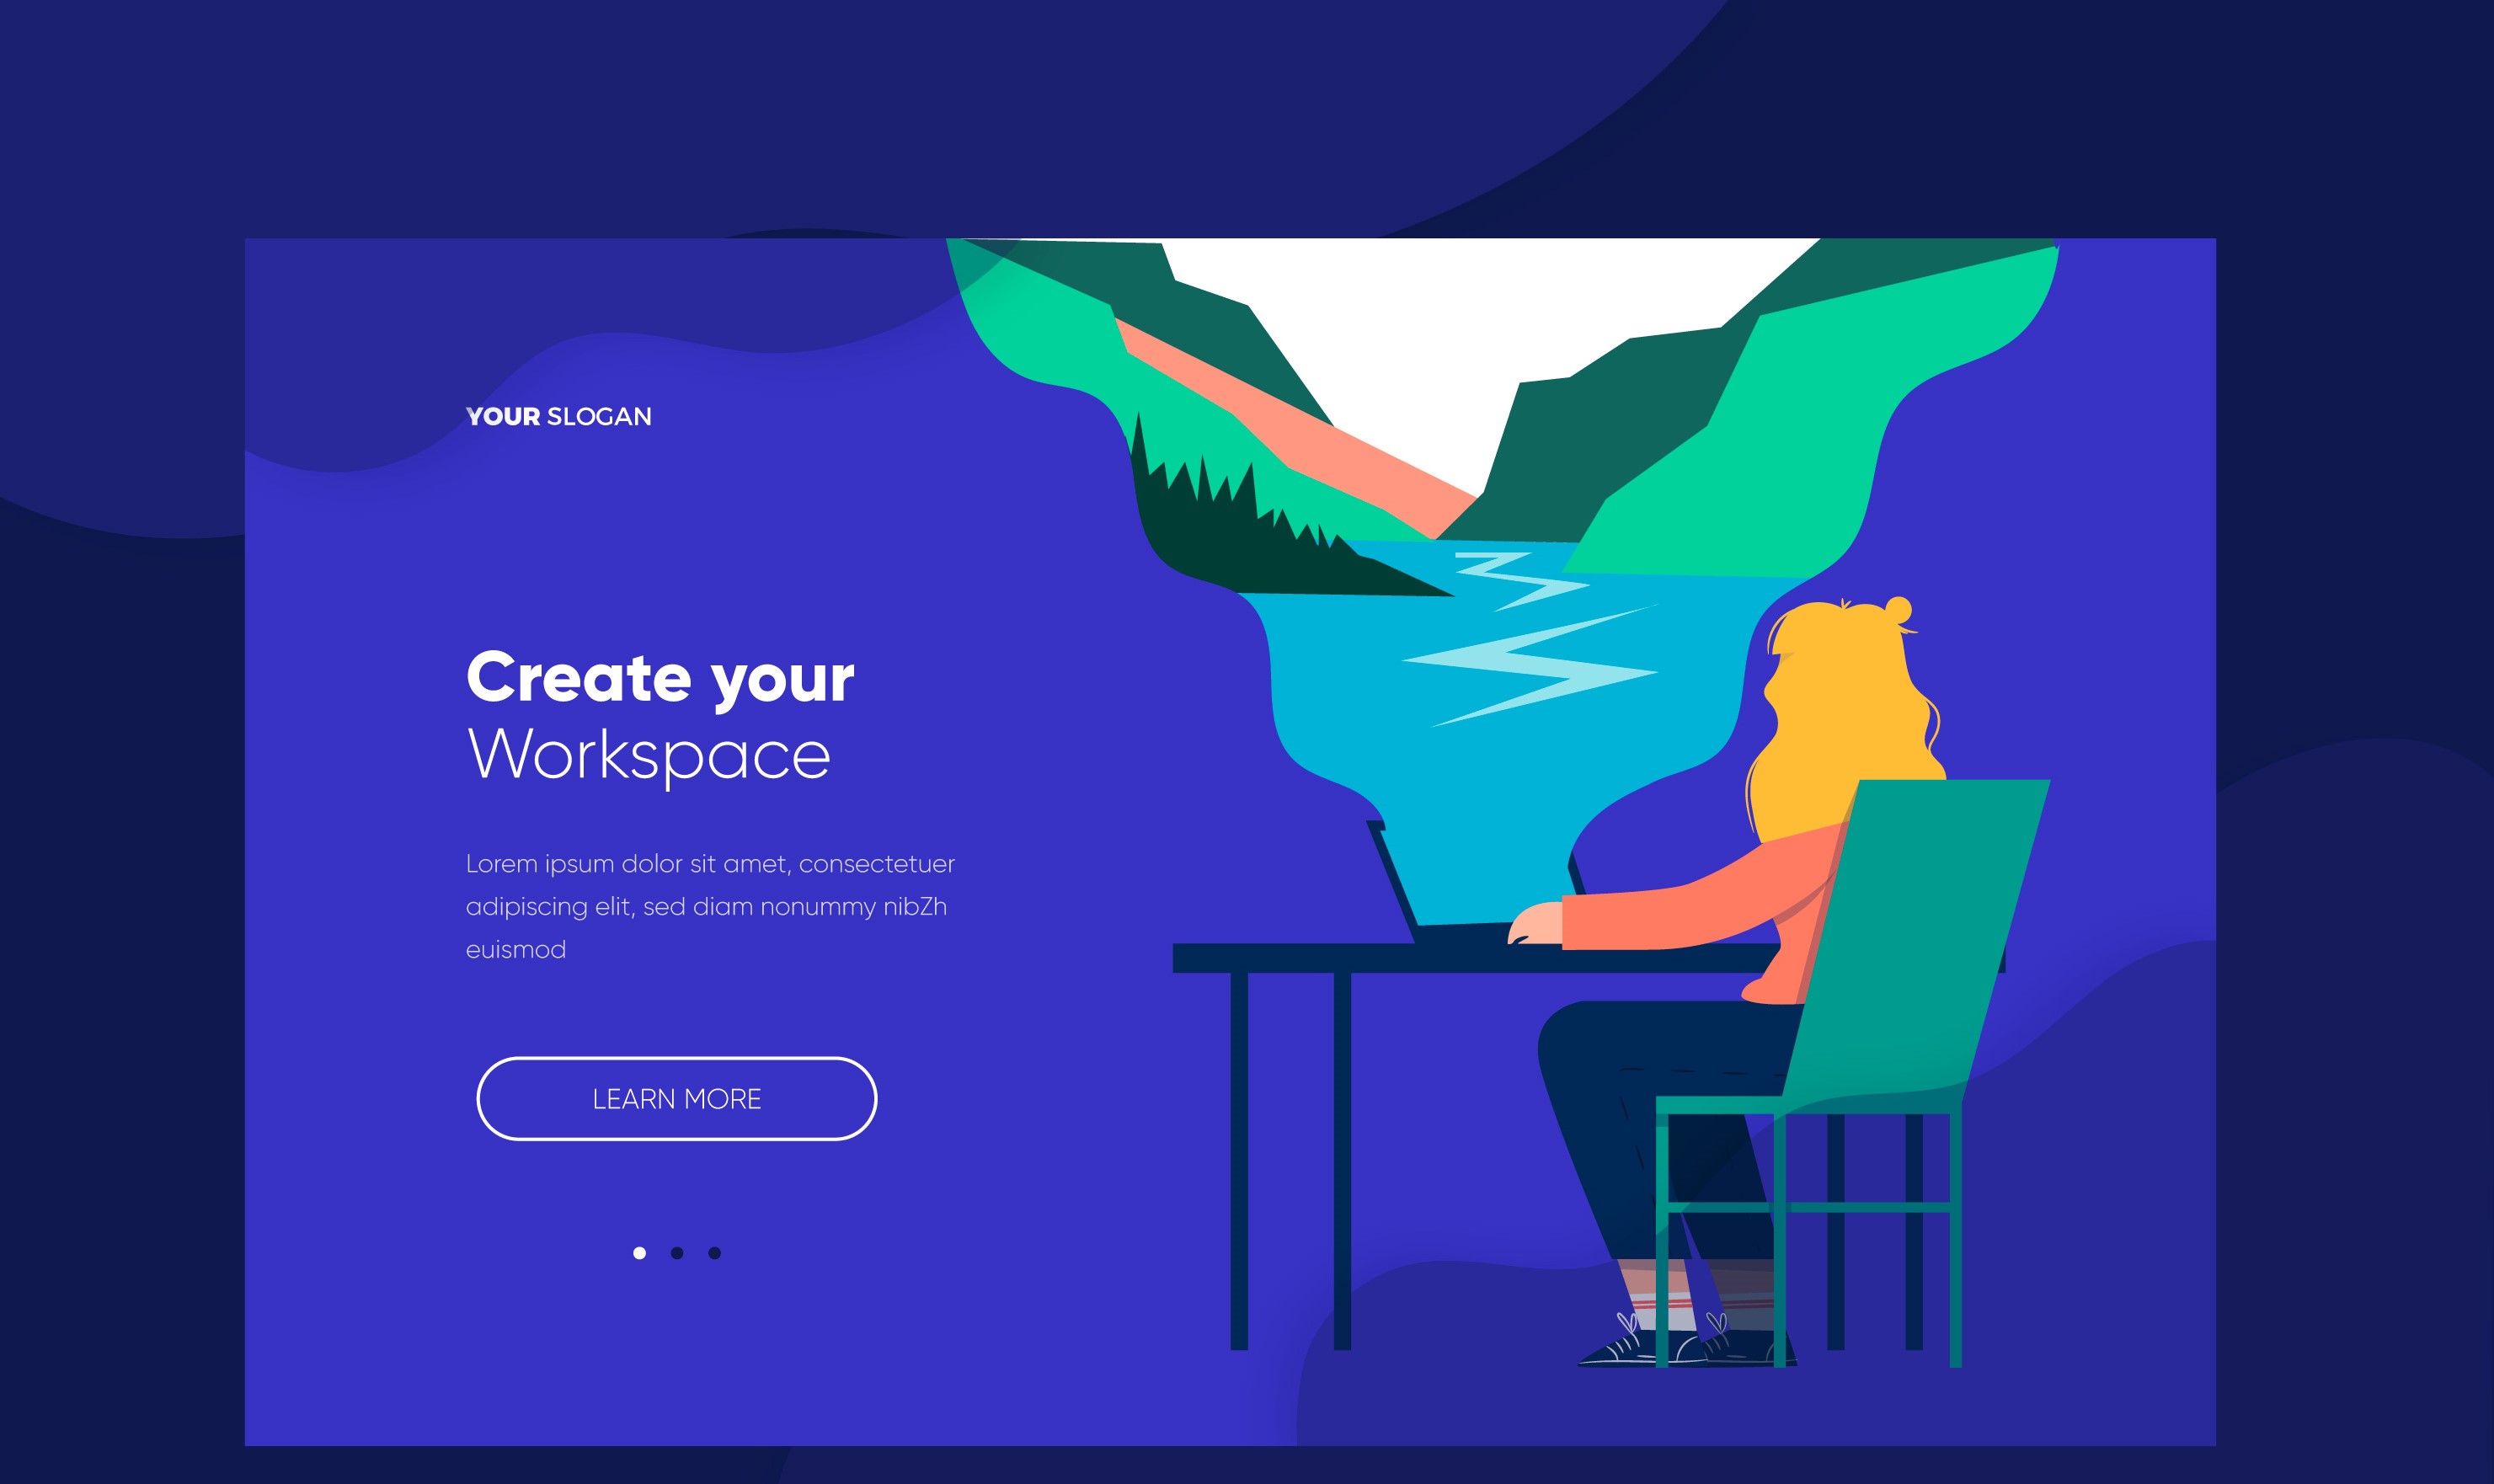 YOUR SLOGAN
Create your
Workspace
Lorem ipsum dolor sit amet, consectetuer
adipiscing elit, sed diam nonummy nibZh
euismod
LEARN MORE